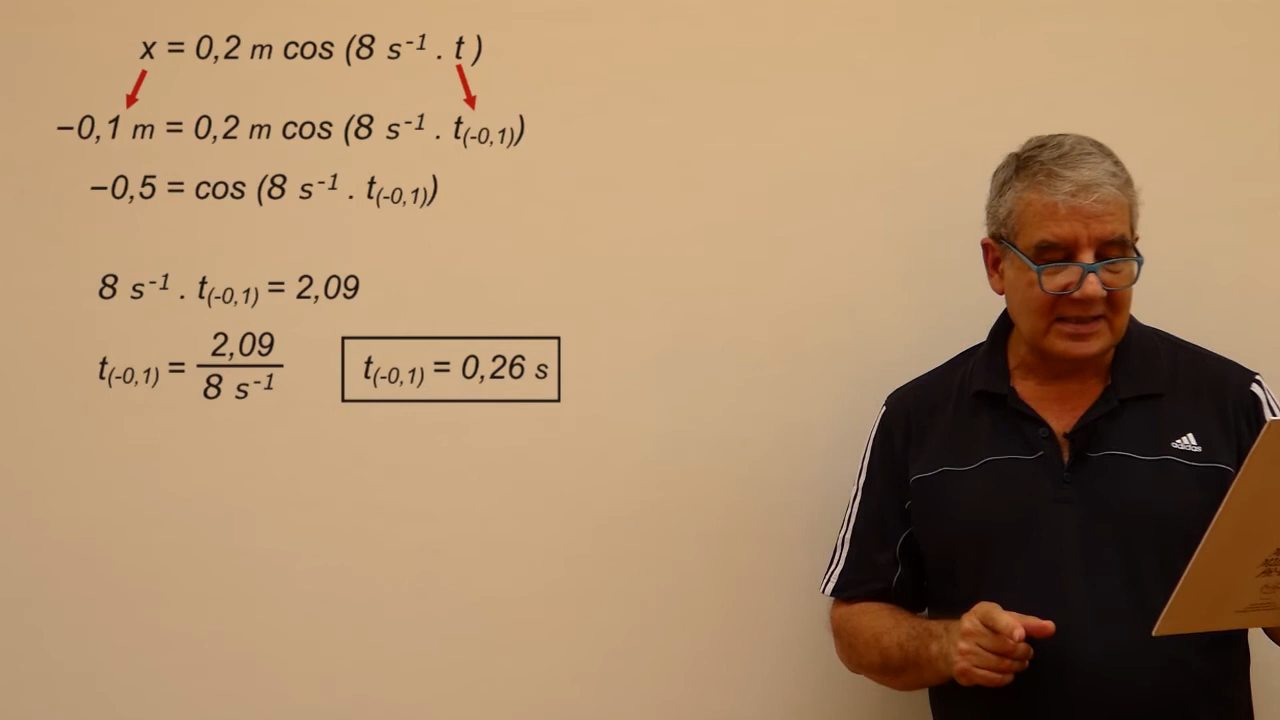 x = 0,2 m cos (8 s⁻¹ . t )
−0,1 m = 0,2 m cos (8 s⁻¹ . t(-0,1))
−0,5 = cos (8 s⁻¹ . t(-0,1))
8 s⁻¹ . t(-0,1) = 2,09
t(-0,1) = 2,09 / 8 s⁻¹
t(-0,1) = 0,26 s
adidas